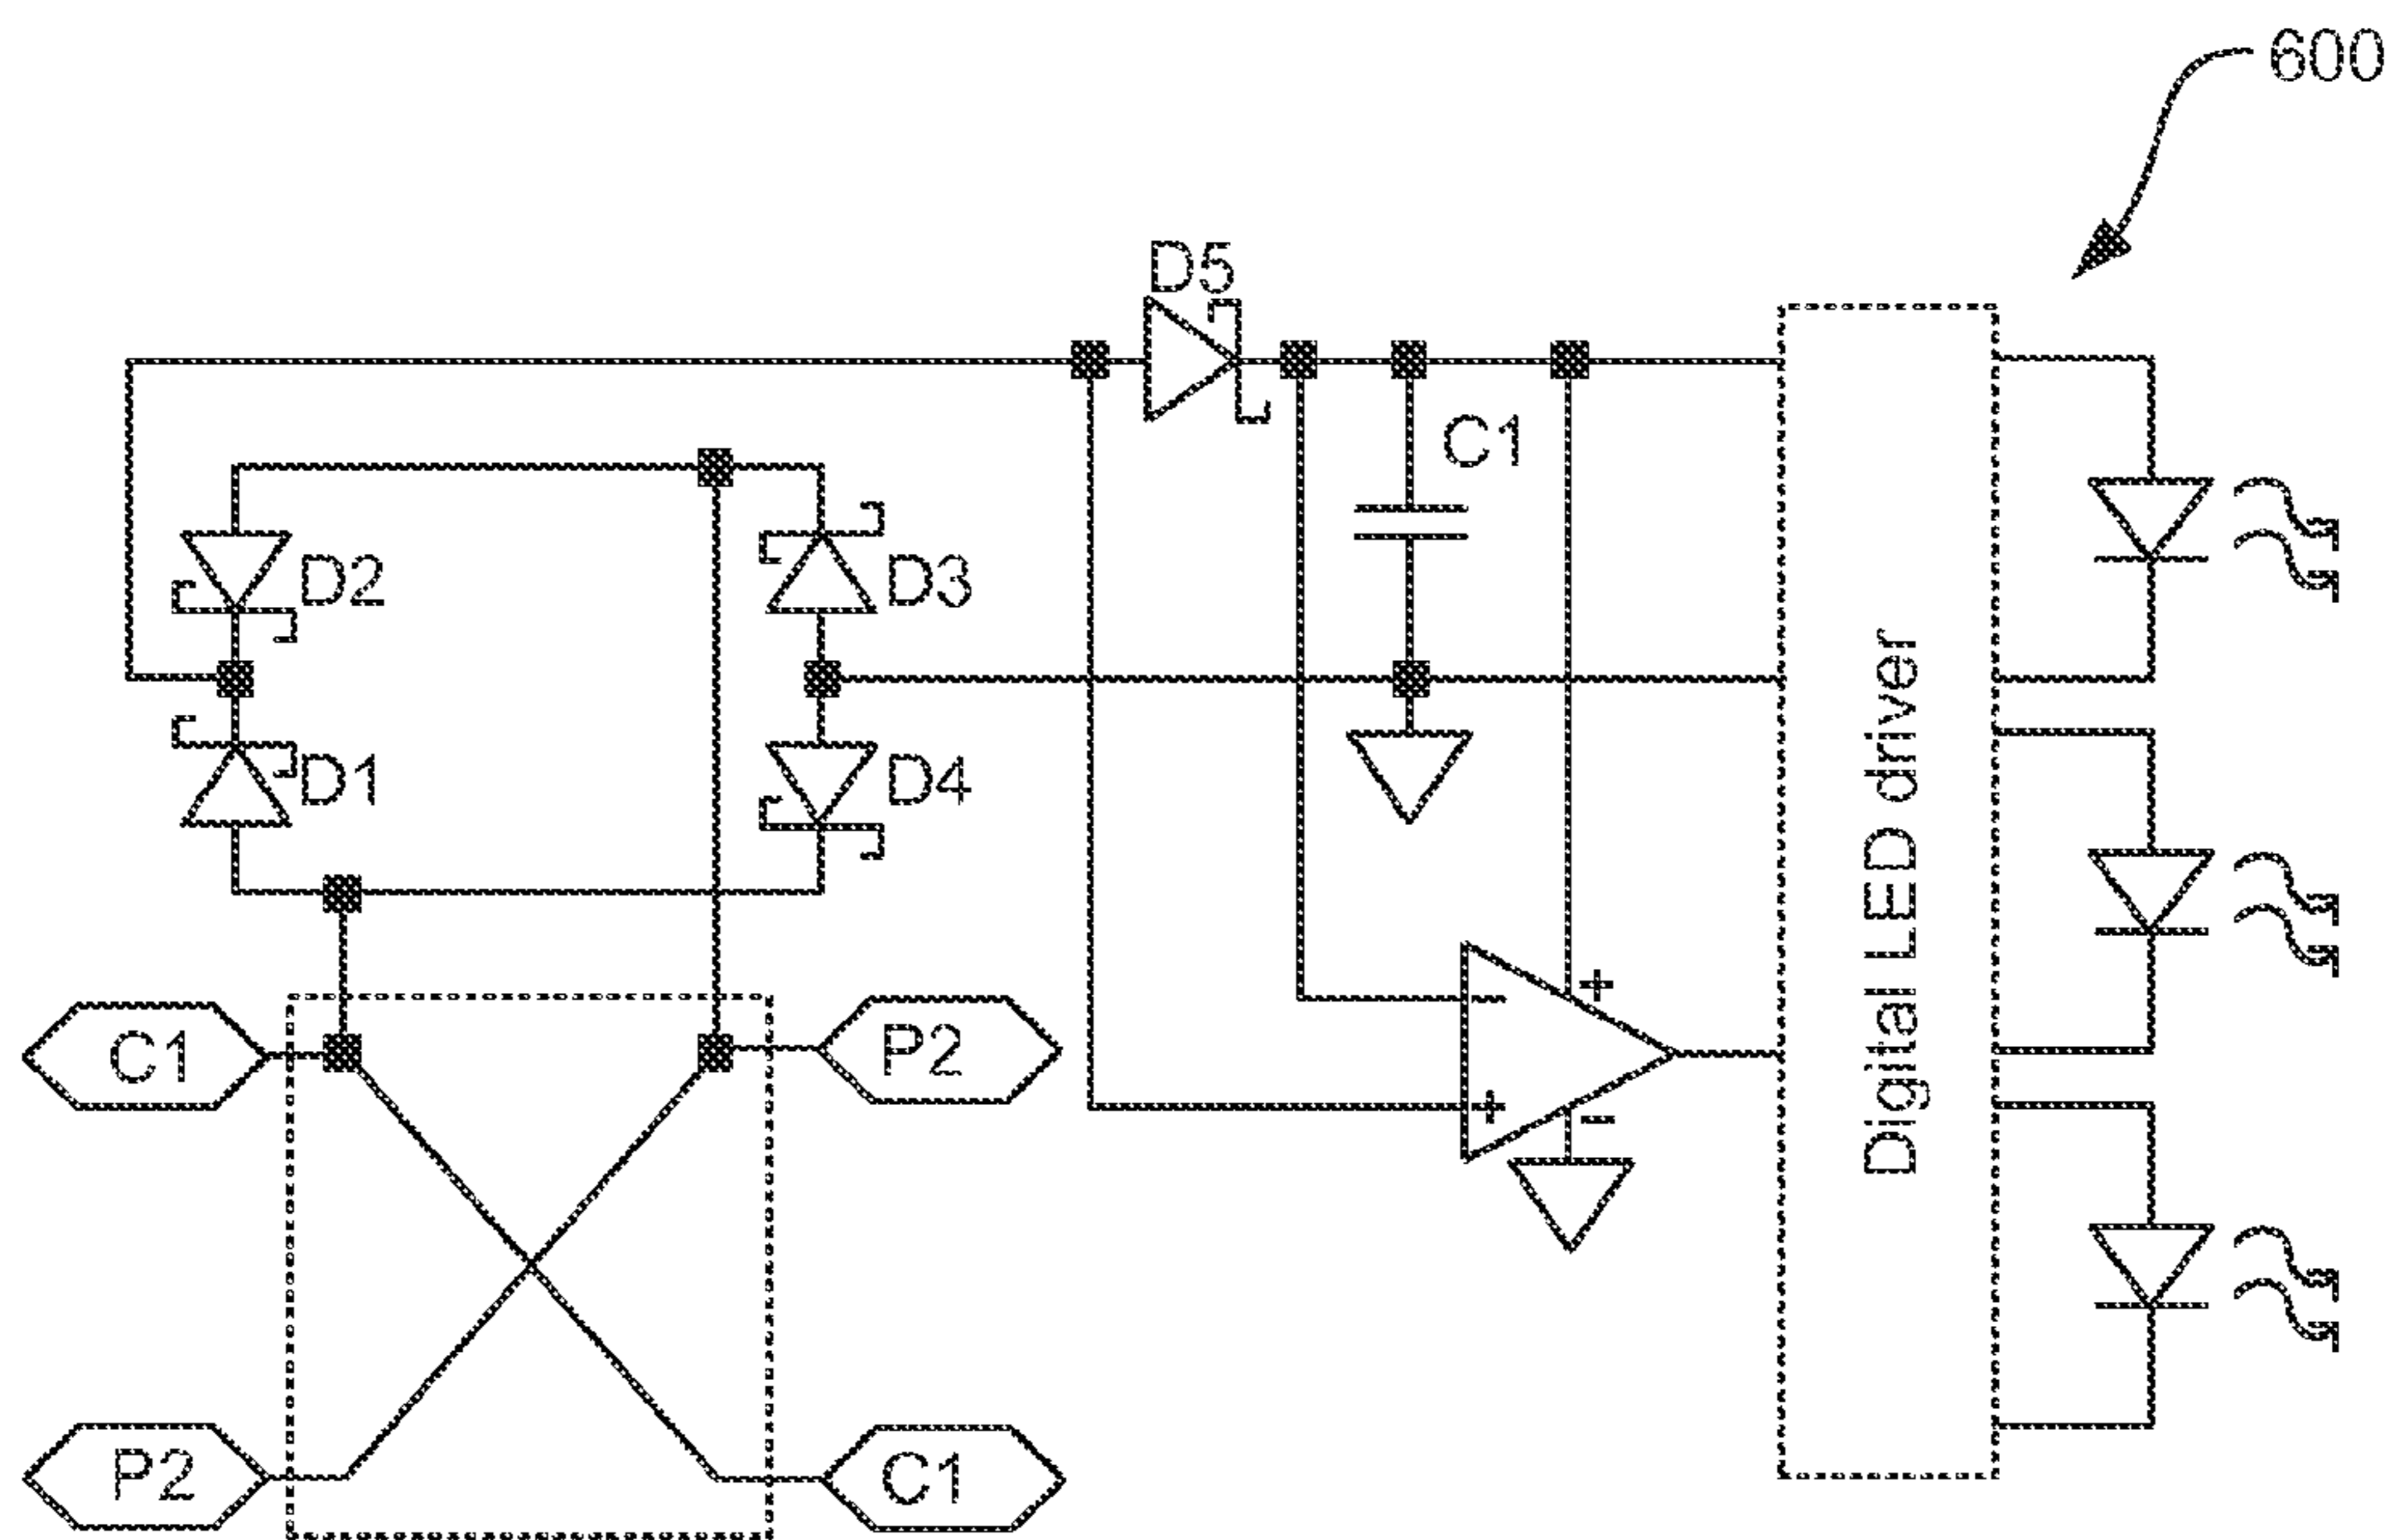 600
D5
C1
D2
D3
D1
D4
Digital LED driver
+
-
+
-
C1
P2
P2
C1